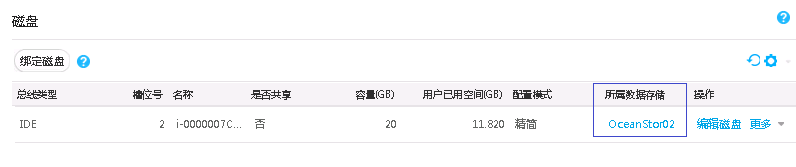 磁盘
绑定磁盘
总线类型 槽位号 名称 是否共享 容量(GB) 用户已用空间(GB) 配置模式 所属数据存储 操作
IDE 2 i-0000007C... 否 20 11.820 精简 OceanStor02 编辑磁盘 更多